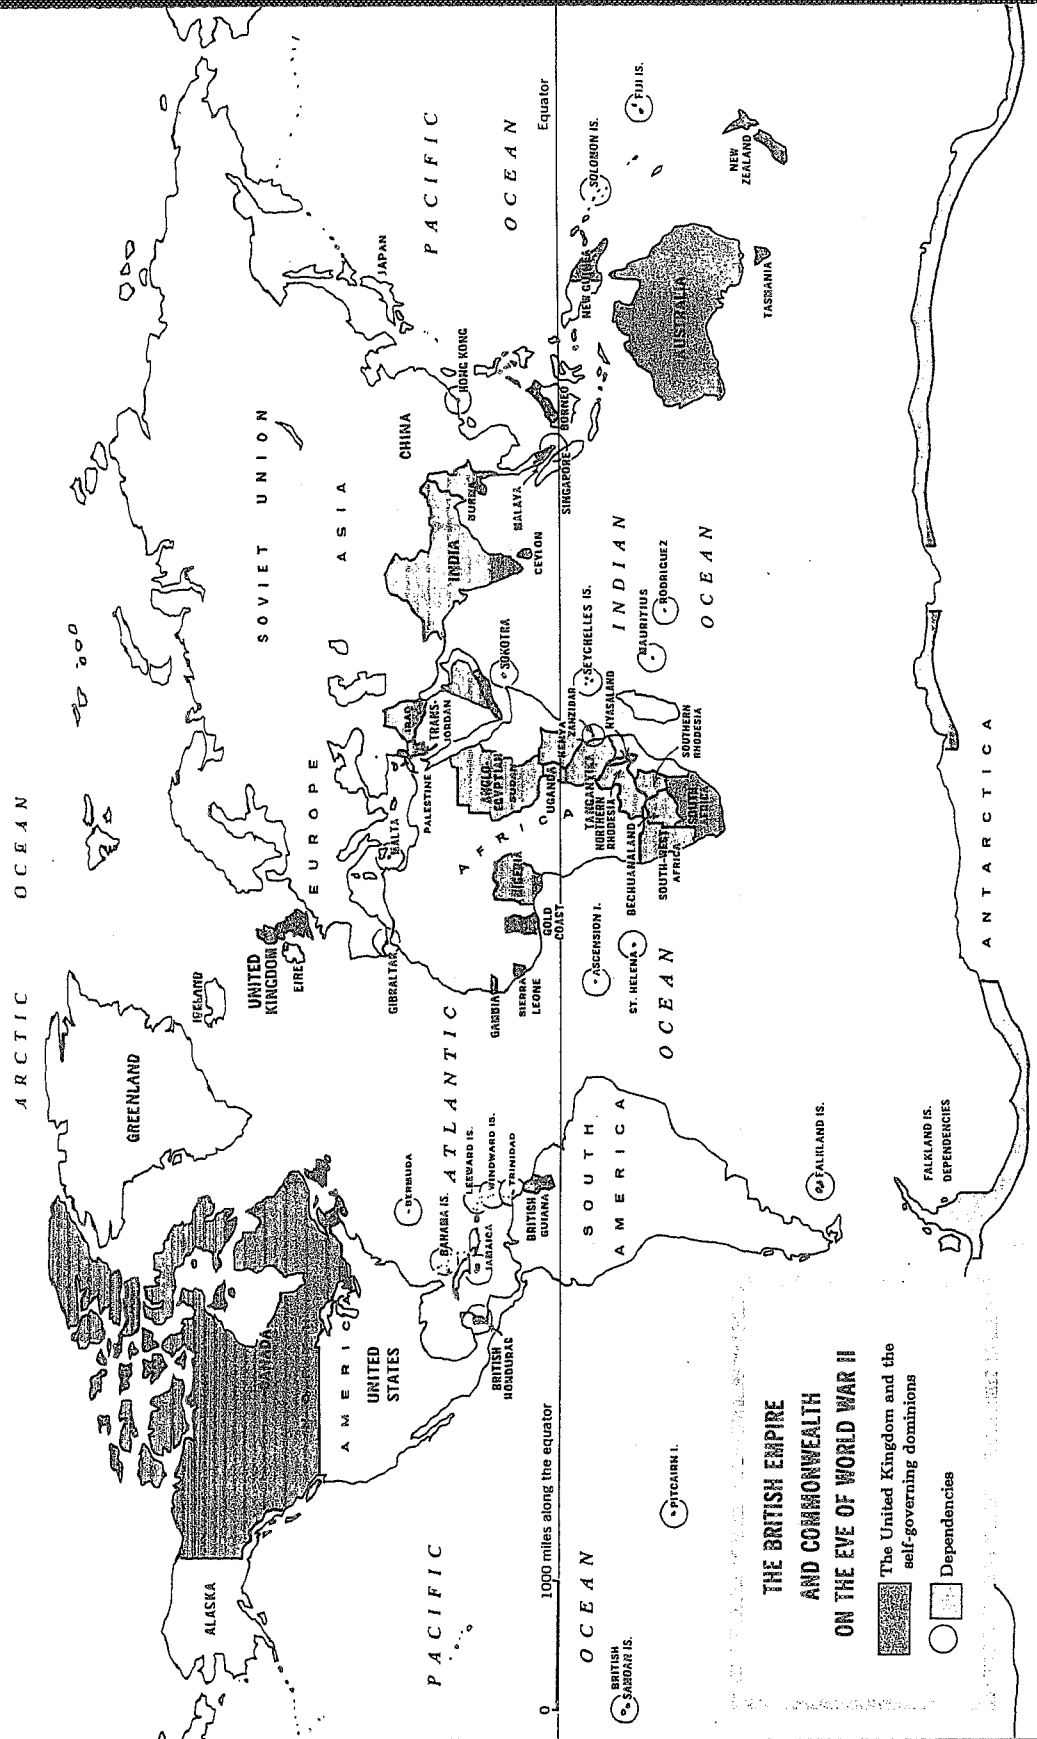 ARCTIC OCEAN
GREENLAND
ICELAND
ALASKA
CANADA
AMERICA
UNITED
STATES
UNITED
KINGDOM
EIRE
EUROPE
SOVIET UNION
ASIA
CHINA
JAPAN
PACIFIC
OCEAN
HONG KONG
INDIA
BURMA
MALAYA
CEYLON
SINGAPORE
BORNEO
NEW GUINEA
SOLOMON IS.
FIJI IS.
AUSTRALIA
TASMANIA
NEW
ZEALAND
Equator
GIBRALTAR
MALTA
PALESTINE
IRAQ
TRANS-
JORDAN
SOKOTRA
ANGLO-
EGYPTIAN
SUDAN
AFRICA
UGANDA
KENYA
ZANZIBAR
TANGANYIKA
NYASALAND
NORTHERN
RHODESIA
SOUTHERN
RHODESIA
BECHUANALAND
SOUTH-WEST
AFRICA
SOUTH
AFRICA
NIGERIA
GOLD
COAST
SIERRA
LEONE
GAMBIA
SEYCHELLES IS.
MAURITIUS
RODRIGUEZ
INDIAN
OCEAN
ASCENSION I.
ST. HELENA
ATLANTIC
OCEAN
BERMUDA
BAHAMA IS.
LEEWARD IS.
WINDWARD IS.
TRINIDAD
JAMAICA
BRITISH
HONDURAS
BRITISH
GUIANA
SOUTH
AMERICA
FALKLAND IS.
FALKLAND IS.
DEPENDENCIES
ANTARCTICA
PACIFIC
OCEAN
PITCAIRN I.
BRITISH
SAMOAN IS.
0 1000 miles along the equator
THE BRITISH EMPIRE
AND COMMONWEALTH
ON THE EVE OF WORLD WAR II
The United Kingdom and the
self-governing dominions
Dependencies